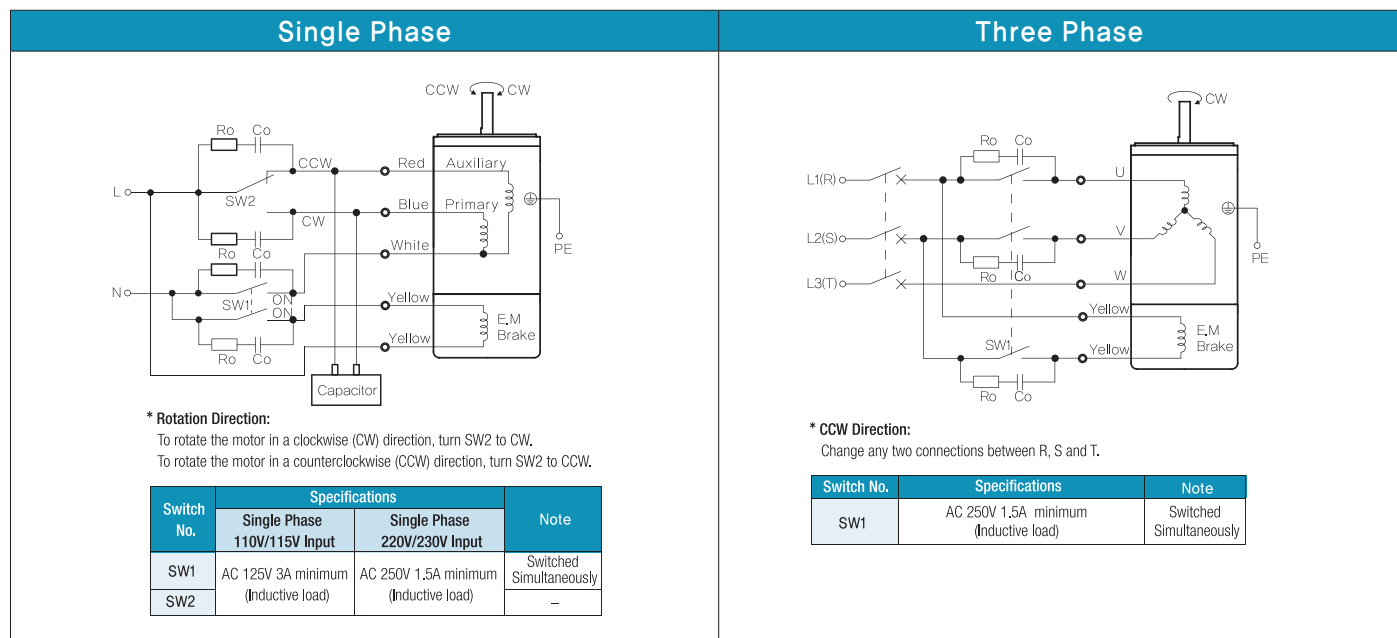 Single Phase
CCW CW
Ro Co
CCW Red Auxiliary
L
SW2
Blue Primary
CW
Ro Co
White
PE
Ro Co
N
SW1 ON
ON
Yellow
E.M
Brake
Yellow
Ro Co
Capacitor
* Rotation Direction:
To rotate the motor in a clockwise (CW) direction, turn SW2 to CW.
To rotate the motor in a counterclockwise (CCW) direction, turn SW2 to CCW.
Switch
No.
Specifications
Note
Single Phase
110V/115V Input
Single Phase
220V/230V Input
SW1
AC 125V 3A minimum
(Inductive load)
AC 250V 1.5A minimum
(Inductive load)
Switched
Simultaneously
SW2
–
Three Phase
CW
Ro Co
L1(R) U
L2(S) V
Ro Co
PE
L3(T) W
Yellow
E.M
Brake
SW1 Yellow
Ro Co
* CCW Direction:
Change any two connections between R, S and T.
Switch No. Specifications Note
SW1
AC 250V 1.5A minimum
(Inductive load)
Switched
Simultaneously